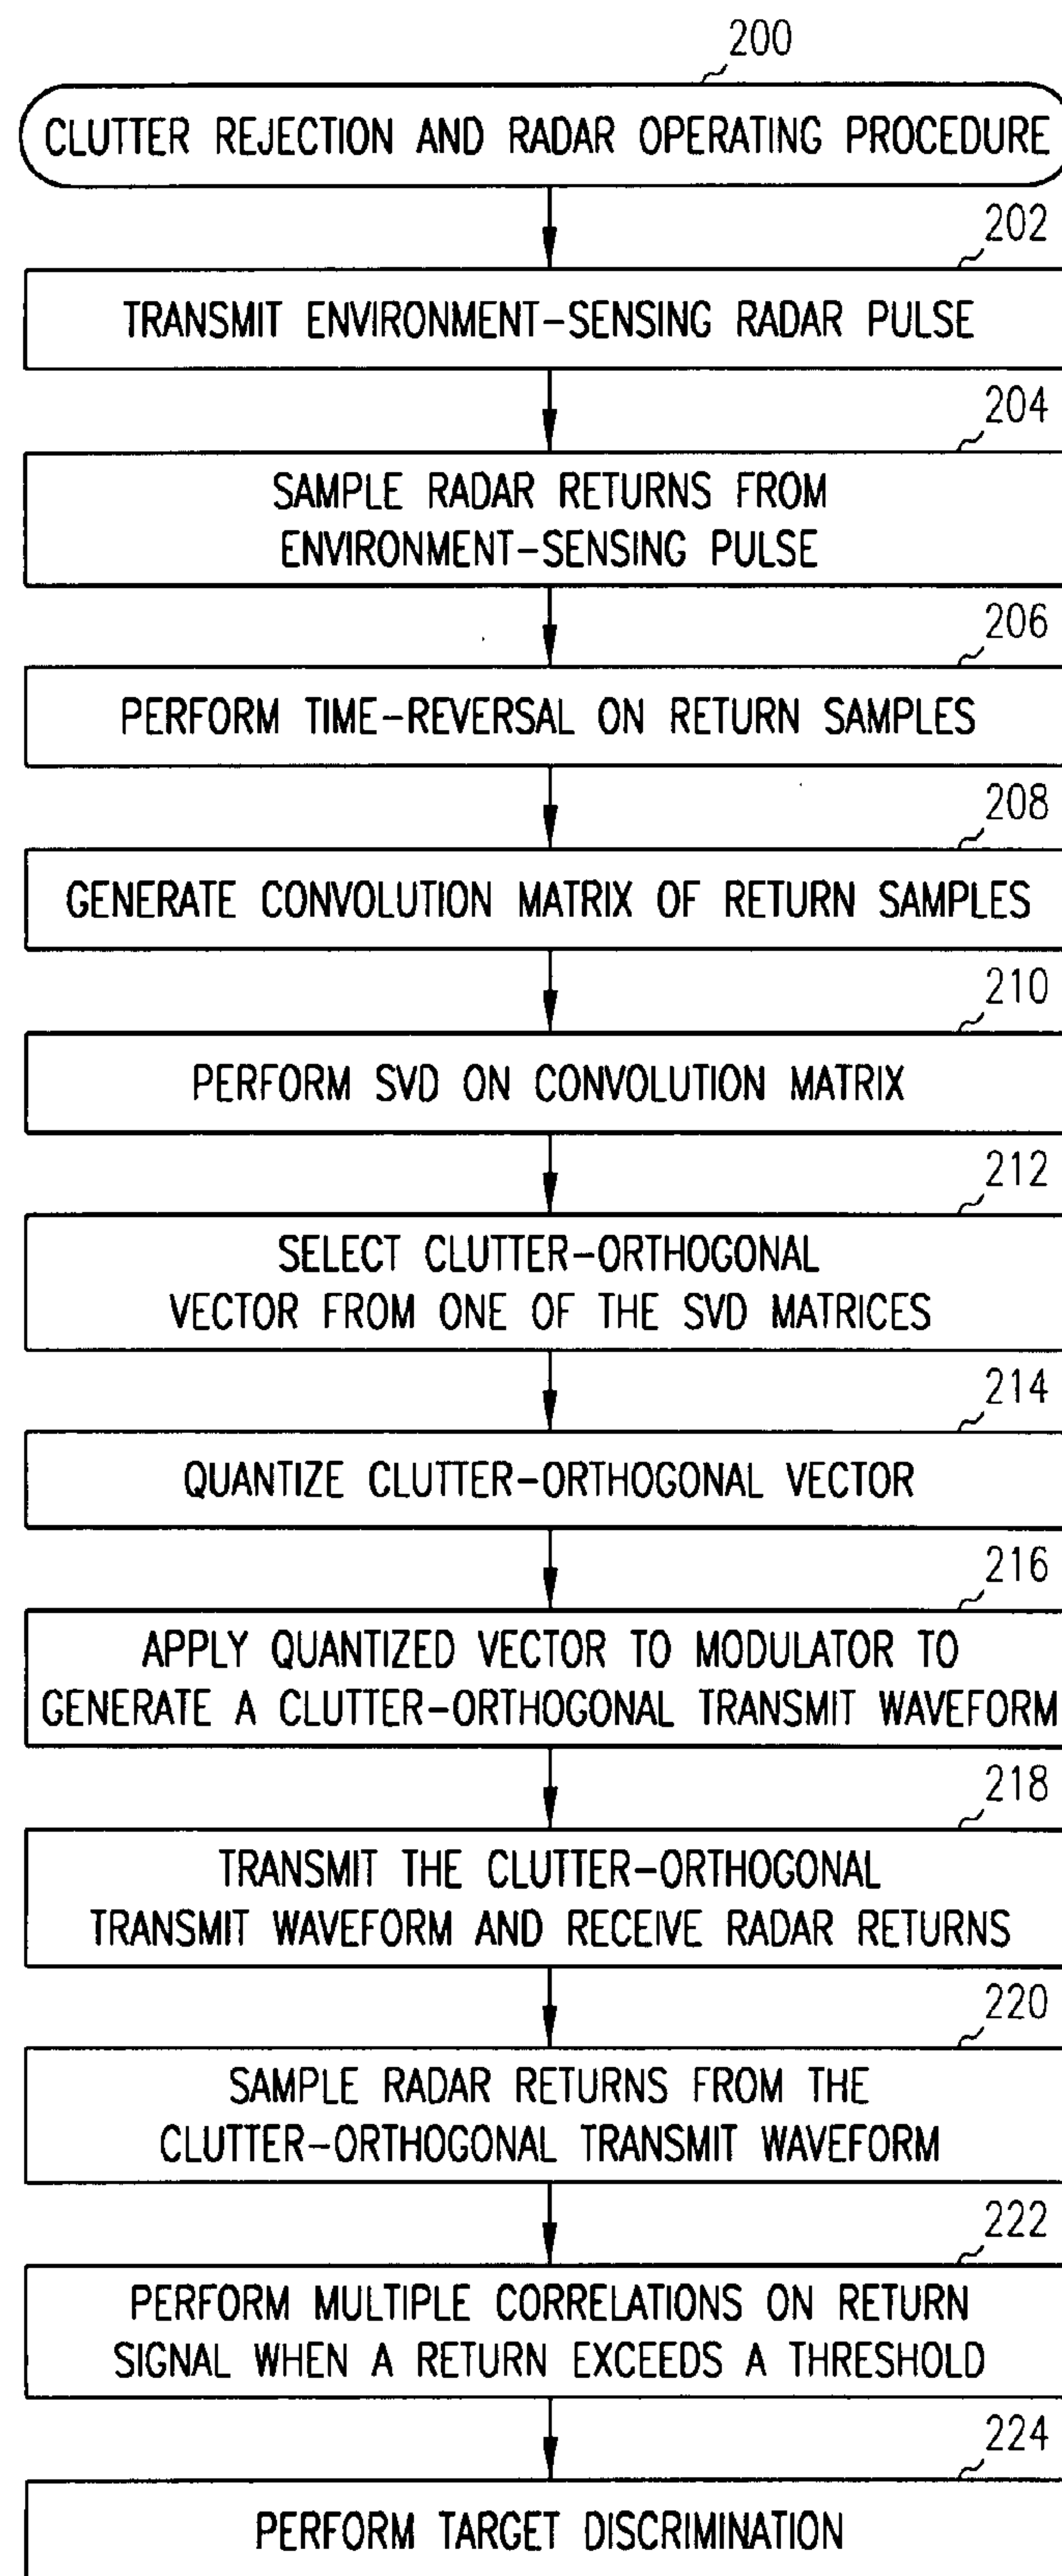 200
CLUTTER REJECTION AND RADAR OPERATING PROCEDURE
202
TRANSMIT ENVIRONMENT-SENSING RADAR PULSE
204
SAMPLE RADAR RETURNS FROM
ENVIRONMENT-SENSING PULSE
206
PERFORM TIME-REVERSAL ON RETURN SAMPLES
208
GENERATE CONVOLUTION MATRIX OF RETURN SAMPLES
210
PERFORM SVD ON CONVOLUTION MATRIX
212
SELECT CLUTTER-ORTHOGONAL
VECTOR FROM ONE OF THE SVD MATRICES
214
QUANTIZE CLUTTER-ORTHOGONAL VECTOR
216
APPLY QUANTIZED VECTOR TO MODULATOR TO
GENERATE A CLUTTER-ORTHOGONAL TRANSMIT WAVEFORM
218
TRANSMIT THE CLUTTER-ORTHOGONAL
TRANSMIT WAVEFORM AND RECEIVE RADAR RETURNS
220
SAMPLE RADAR RETURNS FROM THE
CLUTTER-ORTHOGONAL TRANSMIT WAVEFORM
222
PERFORM MULTIPLE CORRELATIONS ON RETURN
SIGNAL WHEN A RETURN EXCEEDS A THRESHOLD
224
PERFORM TARGET DISCRIMINATION